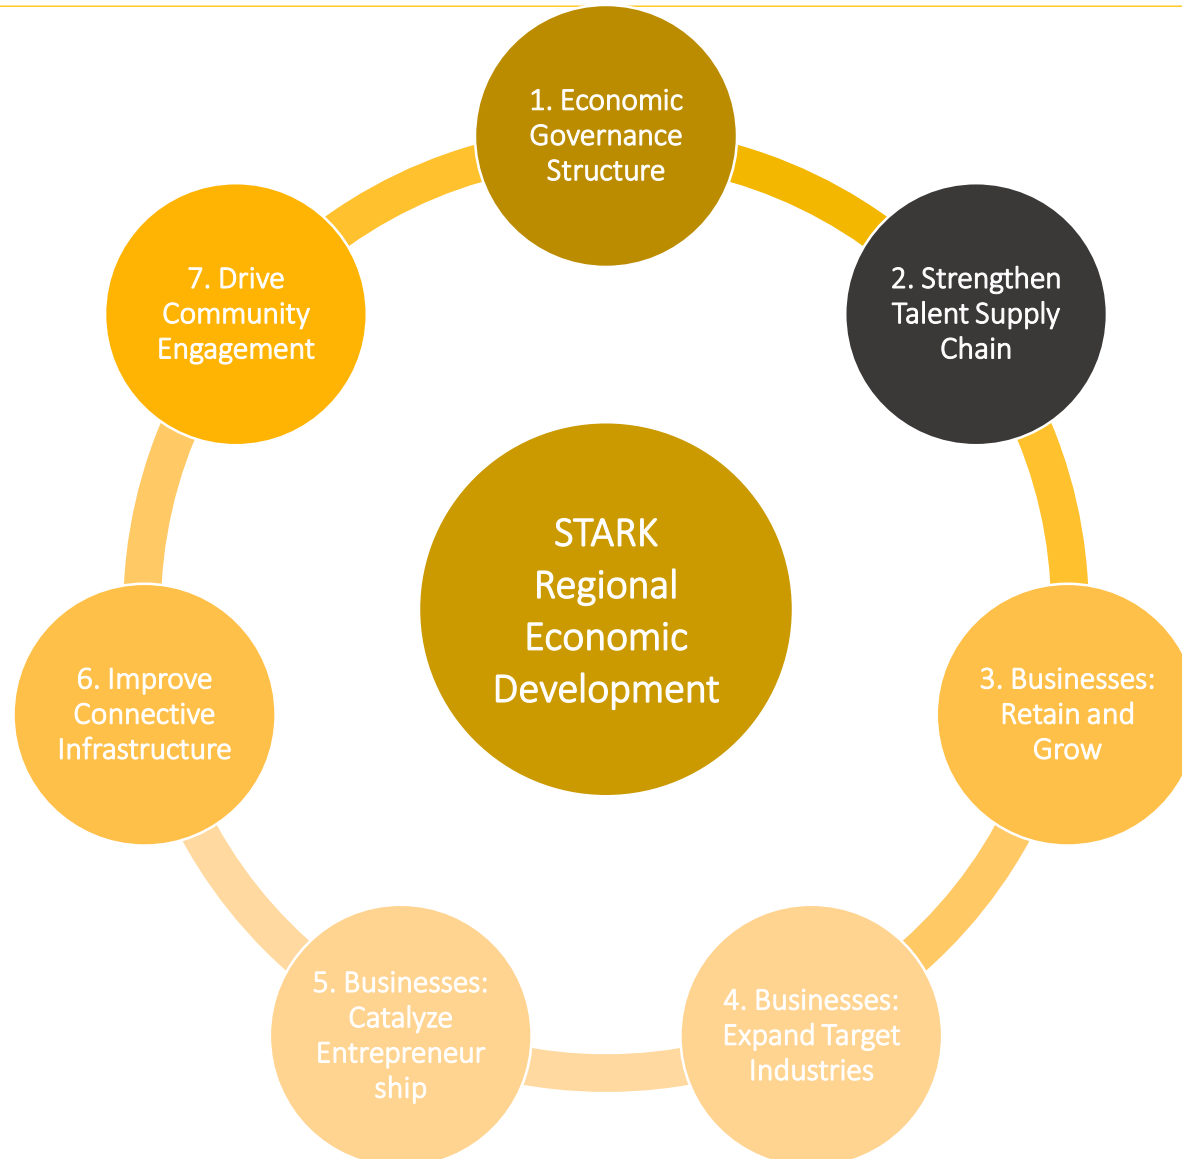 1. Economic
Governance
Structure
2. Strengthen
Talent Supply
Chain
3. Businesses:
Retain and
Grow
4. Businesses:
Expand Target
Industries
5. Businesses:
Catalyze
Entrepreneur
ship
6. Improve
Connective
Infrastructure
7. Drive
Community
Engagement
STARK
Regional
Economic
Development